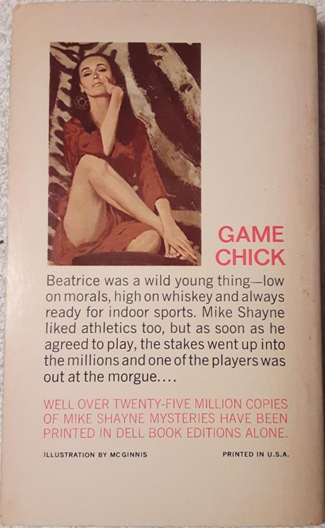 GAME
CHICK
Beatrice was a wild young thing—low
on morals, high on whiskey and always
ready for indoor sports. Mike Shayne
liked athletics too, but as soon as he
agreed to play, the stakes went up into
the millions and one of the players was
out at the morgue....
WELL OVER TWENTY-FIVE MILLION COPIES
OF MIKE SHAYNE MYSTERIES HAVE BEEN
PRINTED IN DELL BOOK EDITIONS ALONE.
ILLUSTRATION BY MCGINNIS PRINTED IN U.S.A.